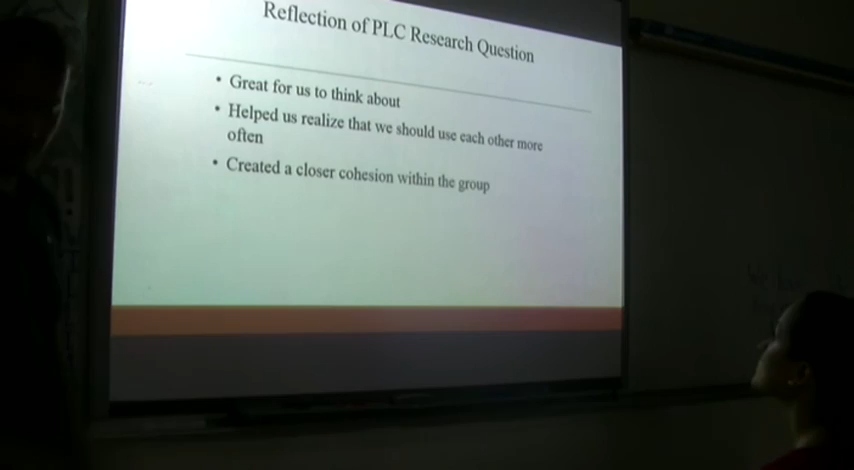 Reflection of PLC Research Question
• Great for us to think about
• Helped us realize that we should use each other more
often
• Created a closer cohesion within the group